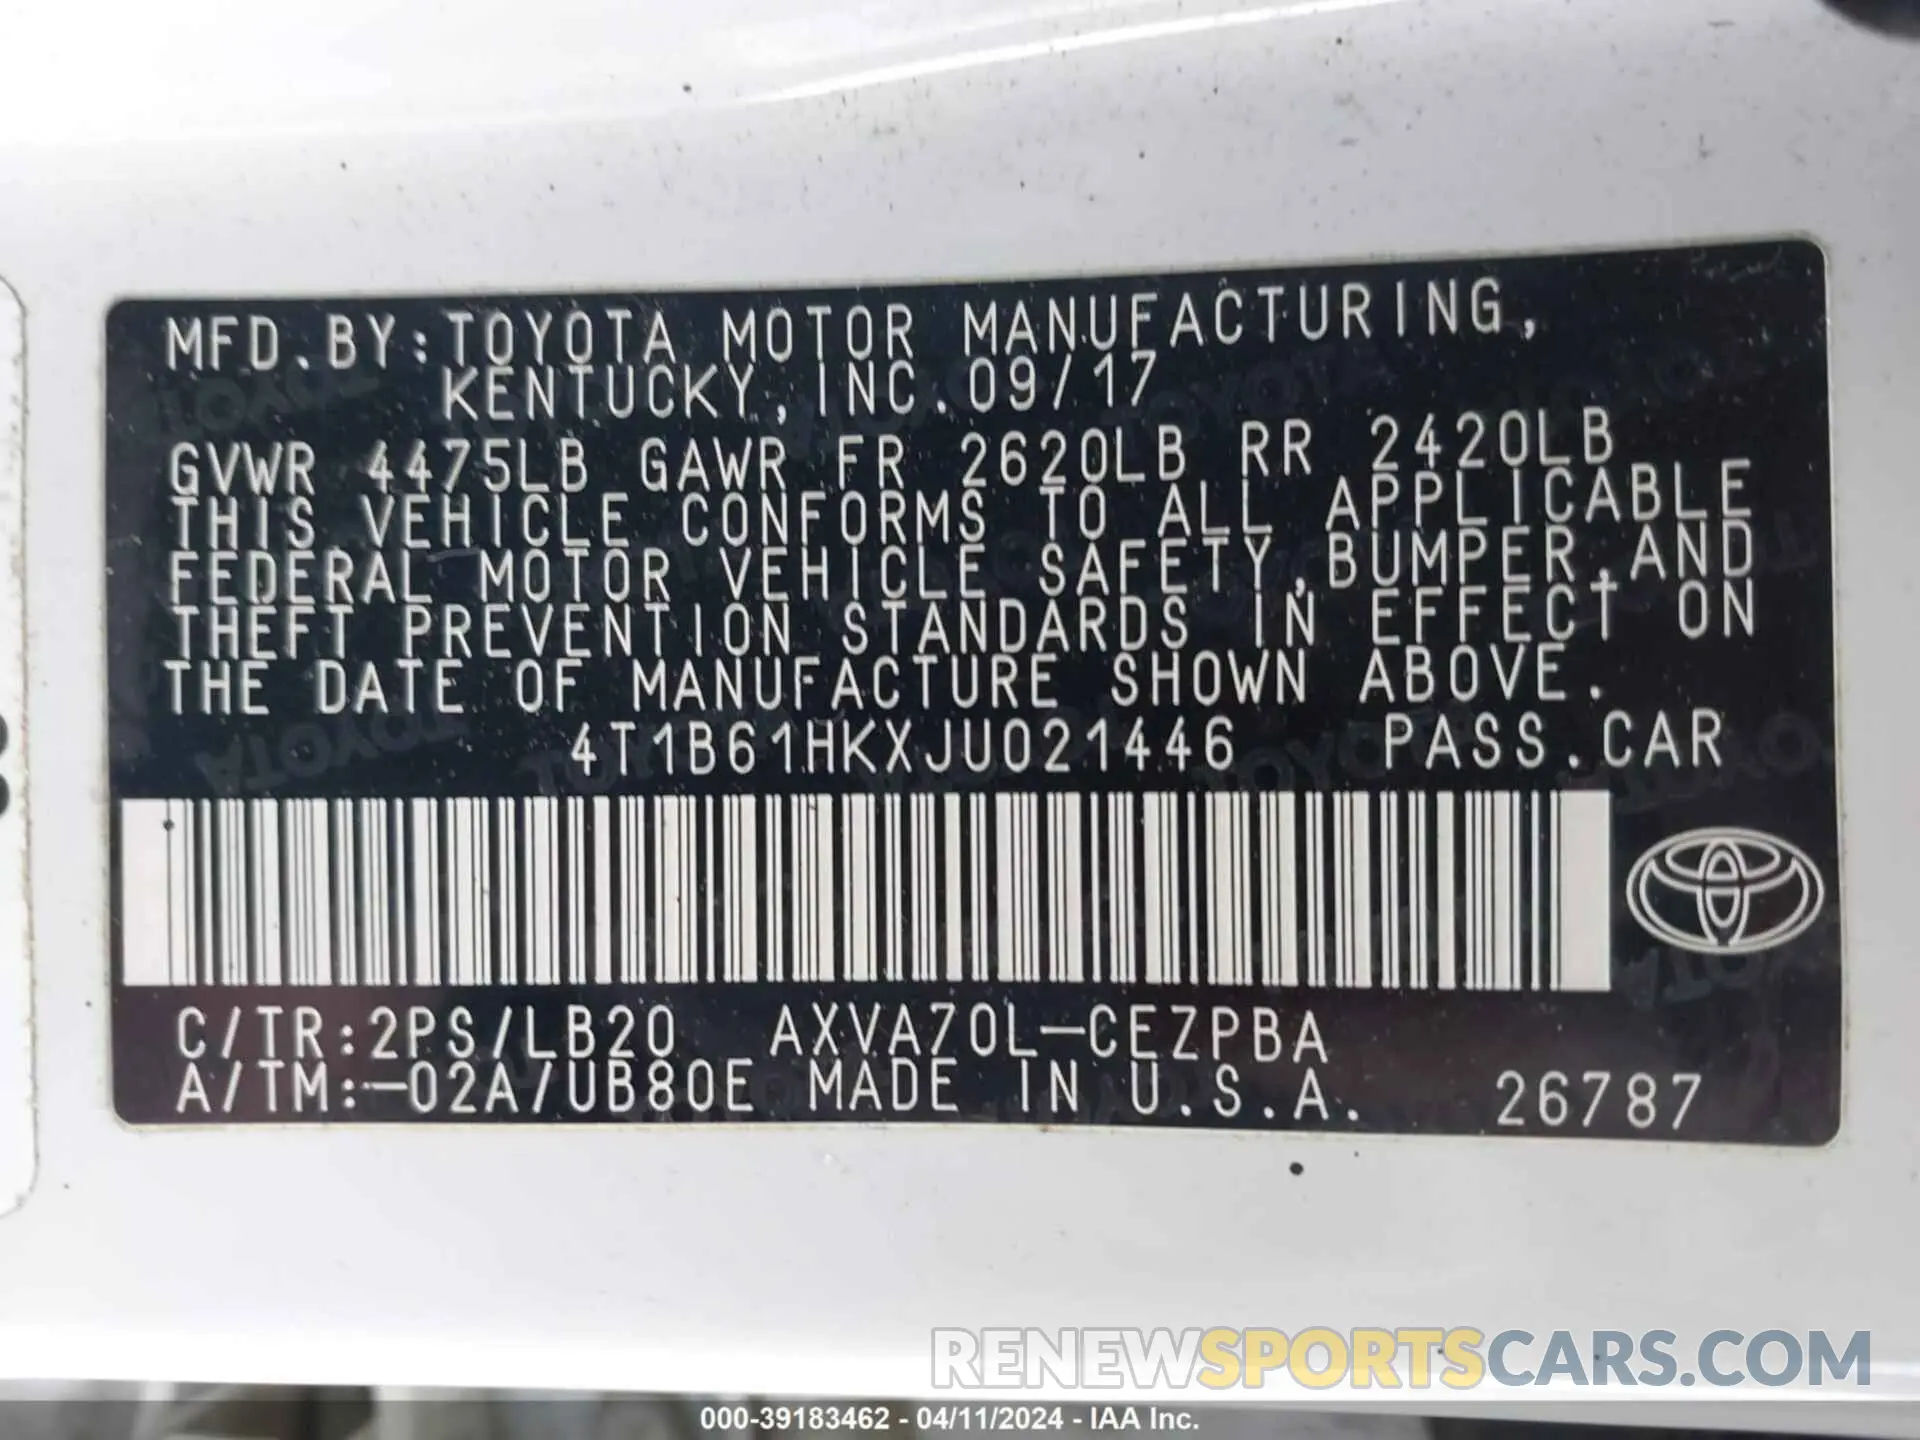 MFD.BY:TOYOTA MOTOR MANUFACTURING,
KENTUCKY,INC.09/17
GVWR 4475LB GAWR FR 2620LB RR 2420LB
THIS VEHICLE CONFORMS TO ALL APPLICABLE
FEDERAL MOTOR VEHICLE SAFETY,BUMPER,AND
THEFT PREVENTION STANDARDS IN EFFECT ON
THE DATE OF MANUFACTURE SHOWN ABOVE.
4T1B61HKXJU021446 PASS.CAR
C/TR:2PS/LB20 AXVA70L-CEZPBA
A/TM:-02A/UB80E MADE IN U.S.A. 26787
RENEWSPORTSCARS.COM
000-39183462 - 04/11/2024 - IAA Inc.